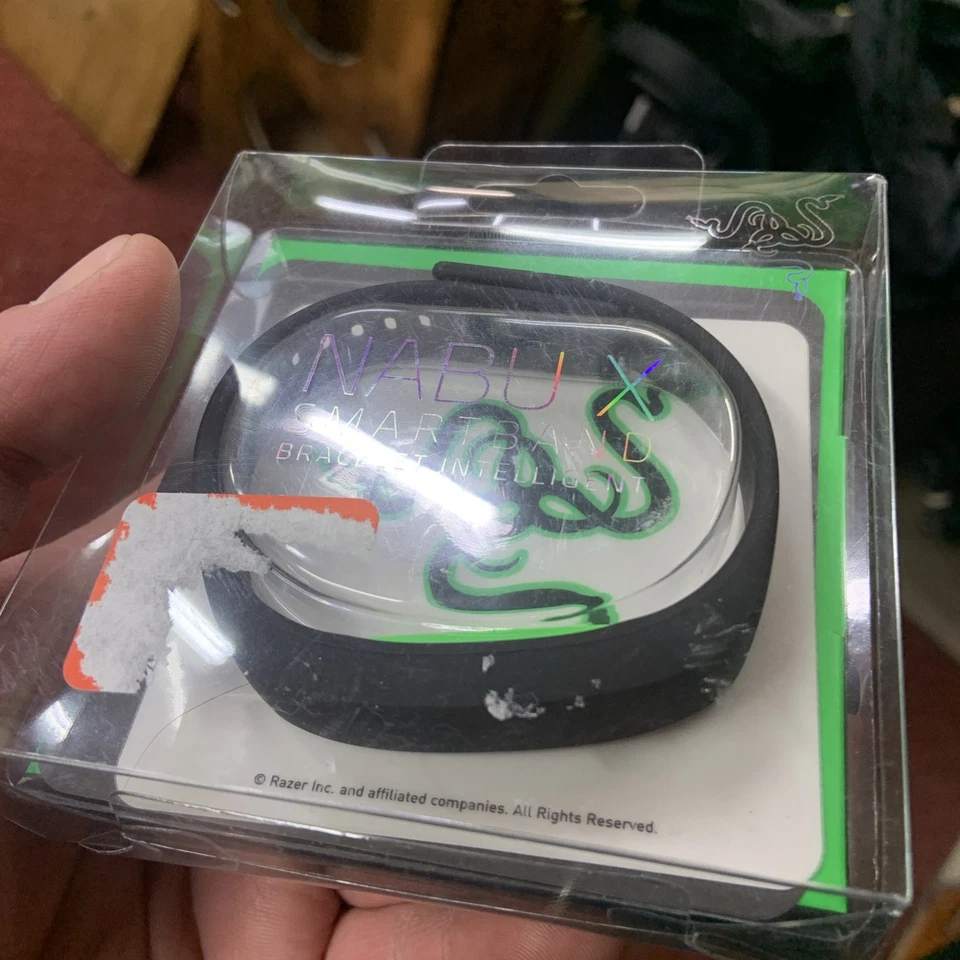 NABU X
SMARTBAND
BRACELET INTELLIGENT
© Razer Inc. and affiliated companies. All Rights Reserved.